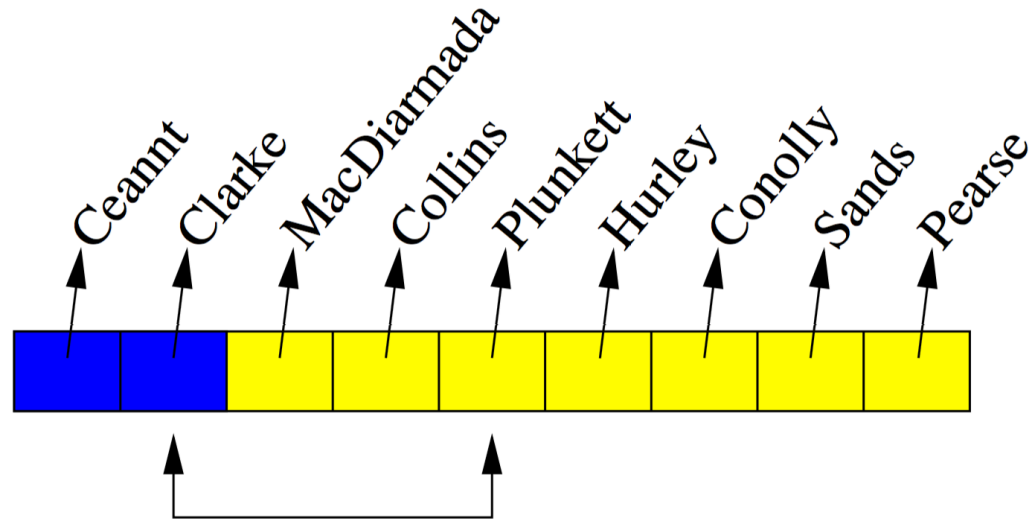 Ceannt
Clarke
MacDiarmada
Collins
Plunkett
Hurley
Conolly
Sands
Pearse